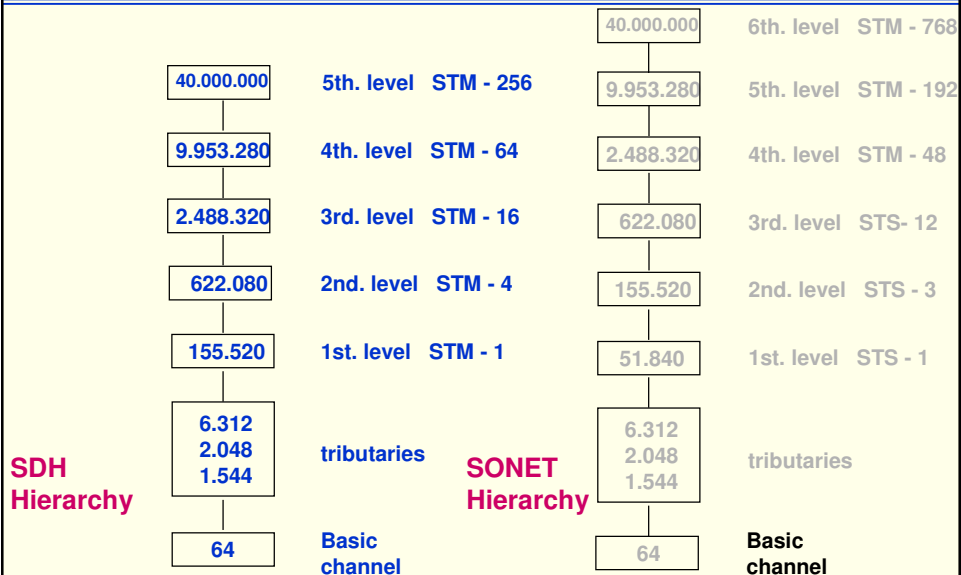 40.000.000 5th. level STM - 256
9.953.280 4th. level STM - 64
2.488.320 3rd. level STM - 16
622.080 2nd. level STM - 4
155.520 1st. level STM - 1
6.312
2.048
1.544
tributaries
SDH
Hierarchy
64
Basic
channel
40.000.000 6th. level STM - 768
9.953.280 5th. level STM - 192
2.488.320 4th. level STM - 48
622.080 3rd. level STS- 12
155.520 2nd. level STS - 3
51.840 1st. level STS - 1
6.312
2.048
1.544
tributaries
SONET
Hierarchy
64
Basic
channel